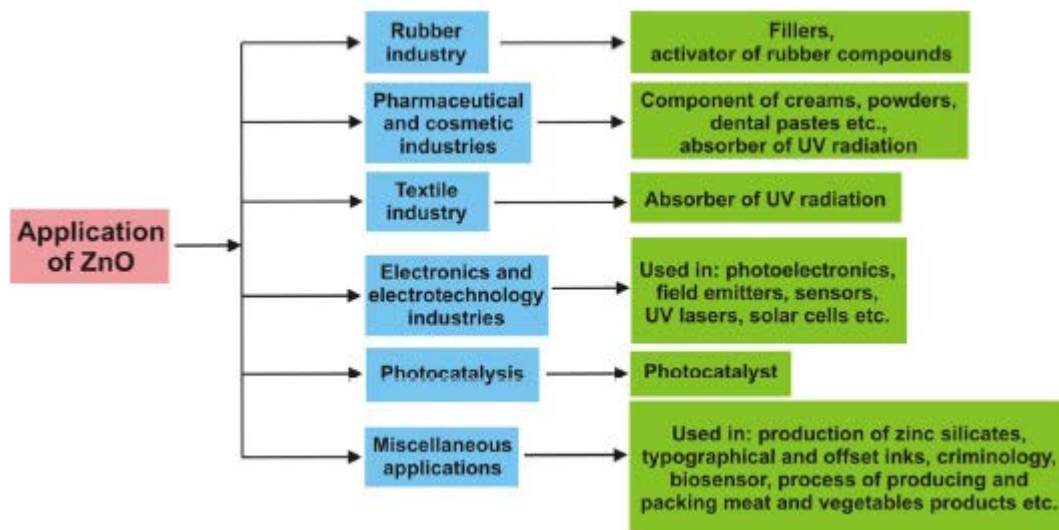 Application
of ZnO
Rubber
industry
Fillers,
activator of rubber compounds
Pharmaceutical
and cosmetic
industries
Component of creams, powders,
dental pastes etc.,
absorber of UV radiation
Textile
industry
Absorber of UV radiation
Electronics and
electrotechnology
industries
Used in: photoelectronics,
field emitters, sensors,
UV lasers, solar cells etc.
Photocatalysis
Photocatalyst
Miscellaneous
applications
Used in: production of zinc silicates,
typographical and offset inks, criminology,
biosensor, process of producing and
packing meat and vegetables products etc.